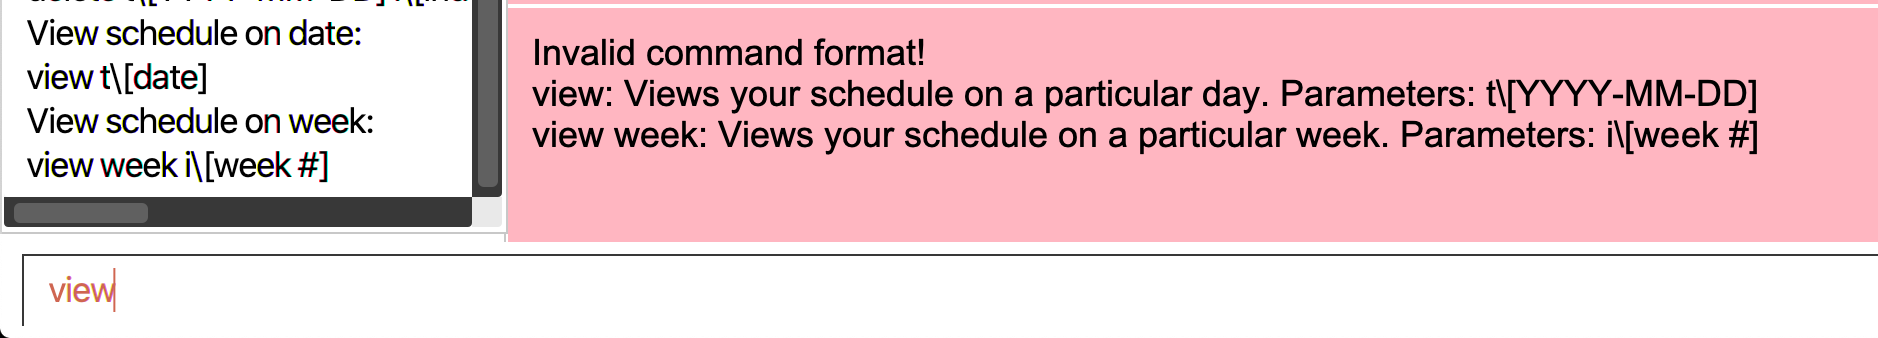 View schedule on date:
view t\[date]
View schedule on week:
view week i\[week #]
Invalid command format!
view: Views your schedule on a particular day. Parameters: t\[YYYY-MM-DD]
view week: Views your schedule on a particular week. Parameters: i\[week #]
view